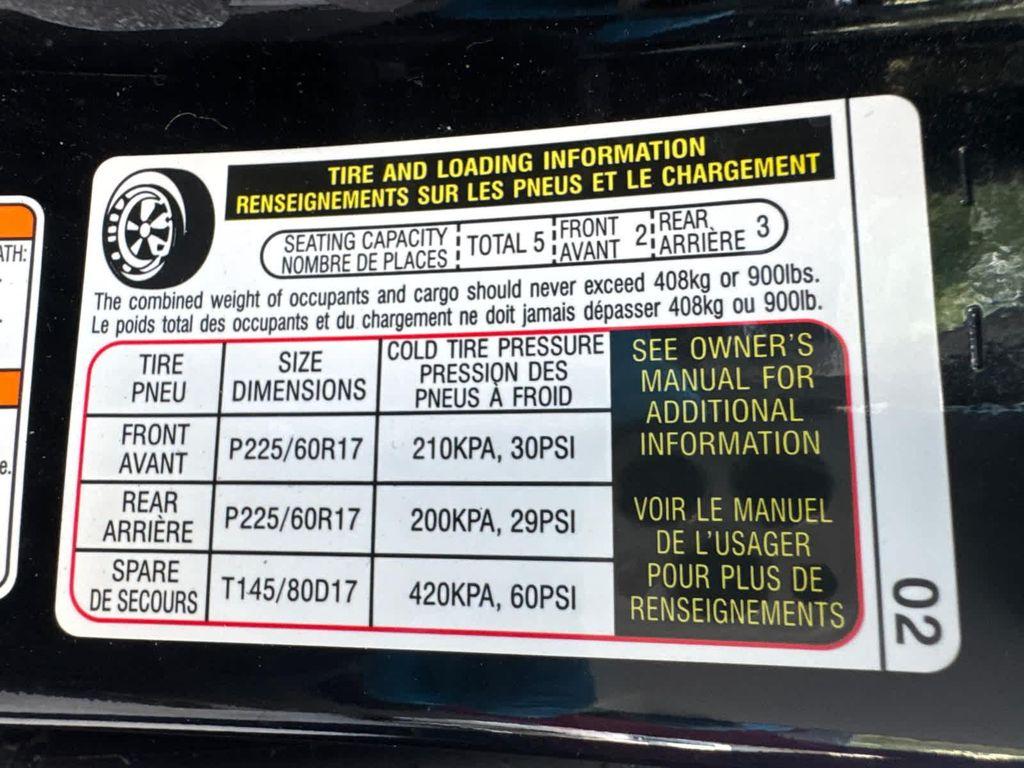 TIRE AND LOADING INFORMATION
RENSEIGNEMENTS SUR LES PNEUS ET LE CHARGEMENT
SEATING CAPACITY
NOMBRE DE PLACES
TOTAL 5
FRONT
AVANT 2
REAR
ARRIÈRE 3
The combined weight of occupants and cargo should never exceed 408kg or 900lbs.
Le poids total des occupants et du chargement ne doit jamais dépasser 408kg ou 900lb.
TIRE
PNEU
SIZE
DIMENSIONS
COLD TIRE PRESSURE
PRESSION DES
PNEUS À FROID
FRONT
AVANT
P225/60R17
210KPA, 30PSI
REAR
ARRIÈRE
P225/60R17
200KPA, 29PSI
SPARE
DE SECOURS
T145/80D17
420KPA, 60PSI
SEE OWNER'S
MANUAL FOR
ADDITIONAL
INFORMATION
VOIR LE MANUEL
DE L'USAGER
POUR PLUS DE
RENSEIGNEMENTS
02